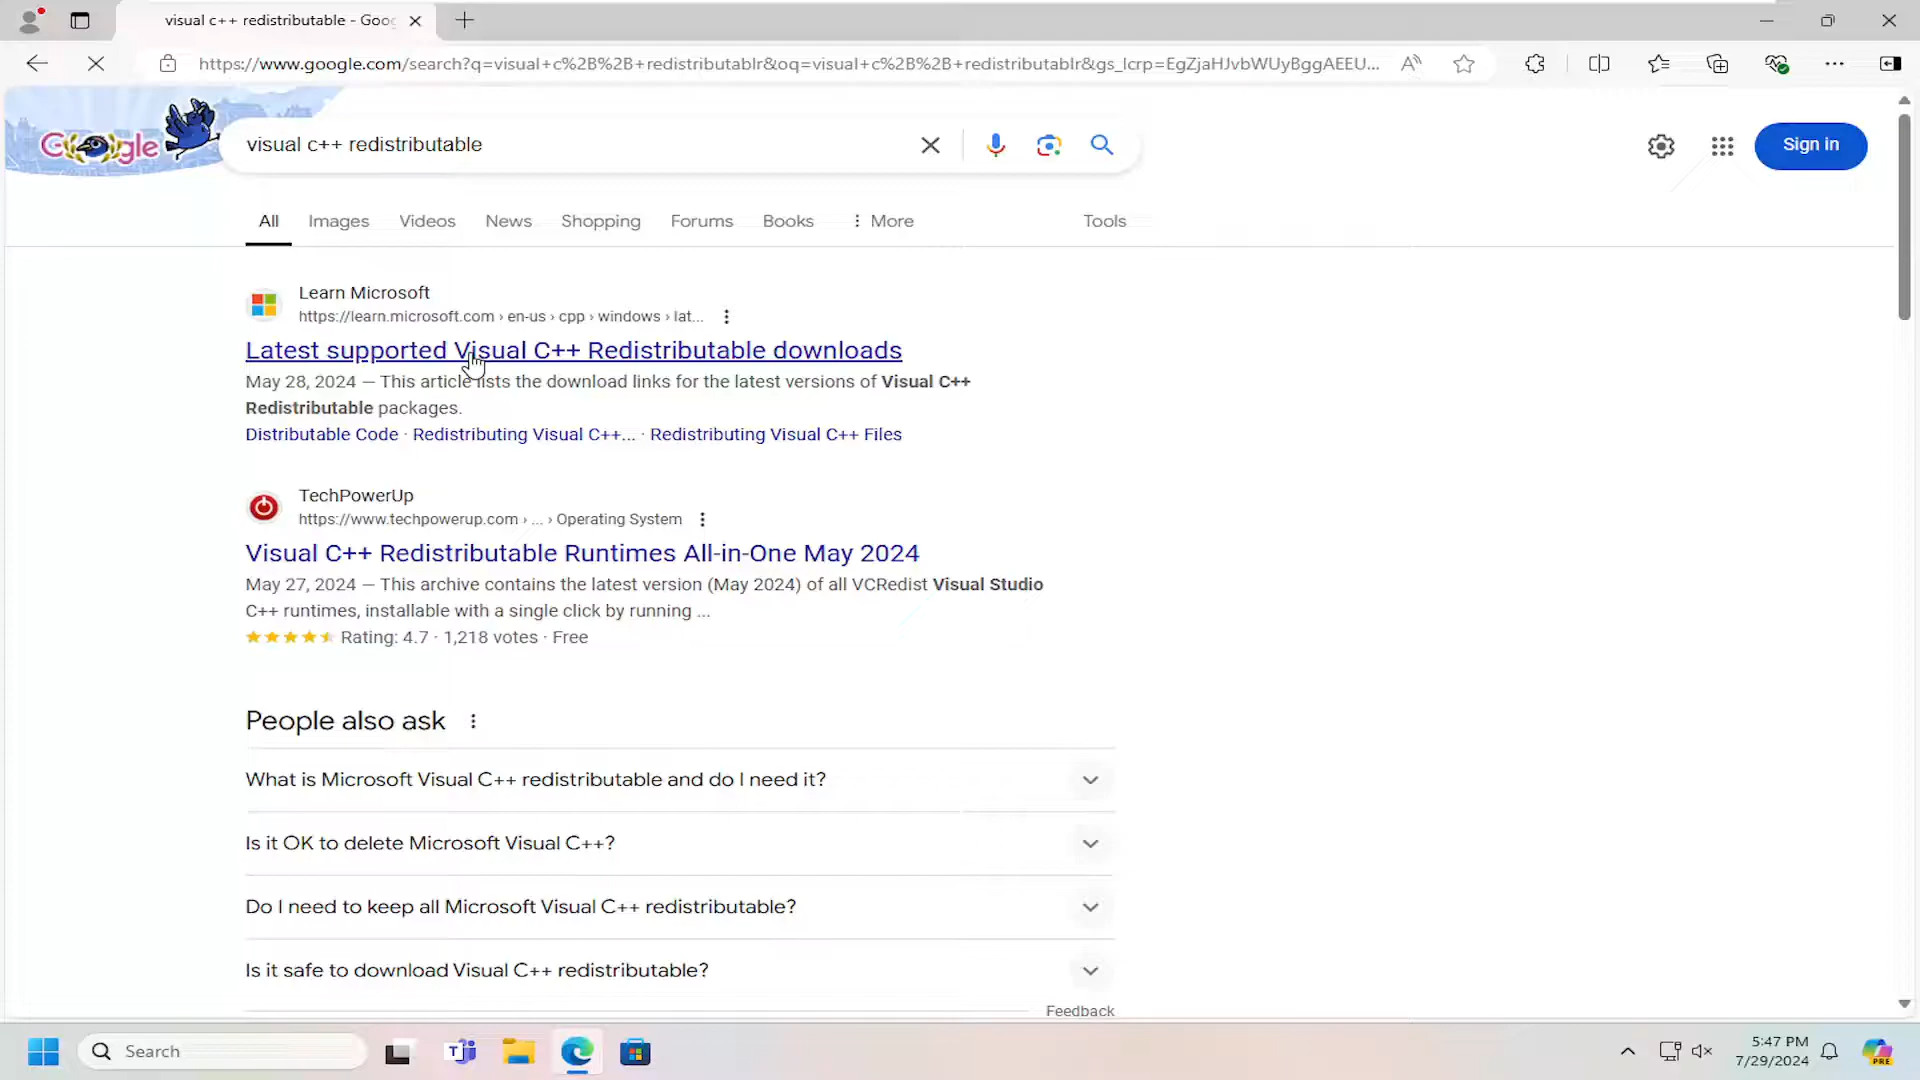 visual c++ redistributable - Goo
https://www.google.com/search?q=visual+c%2B%2B+redistributablr&oq=visual+c%2B%2B+redistributablr&gs_lcrp=EgZjaHJvbWUyBggAEEU...
Google
visual c++ redistributable
Sign in
All Images Videos News Shopping Forums Books More Tools
Learn Microsoft
https://learn.microsoft.com › en-us › cpp › windows › lat...
Latest supported Visual C++ Redistributable downloads
May 28, 2024 — This article lists the download links for the latest versions of Visual C++
Redistributable packages.
Distributable Code · Redistributing Visual C++... · Redistributing Visual C++ Files
TechPowerUp
https://www.techpowerup.com › ... › Operating System
Visual C++ Redistributable Runtimes All-in-One May 2024
May 27, 2024 — This archive contains the latest version (May 2024) of all VCRedist Visual Studio
C++ runtimes, installable with a single click by running ...
Rating: 4.7 · 1,218 votes · Free
People also ask
What is Microsoft Visual C++ redistributable and do I need it?
Is it OK to delete Microsoft Visual C++?
Do I need to keep all Microsoft Visual C++ redistributable?
Is it safe to download Visual C++ redistributable?
Feedback
Search
5:47 PM
7/29/2024
PRE